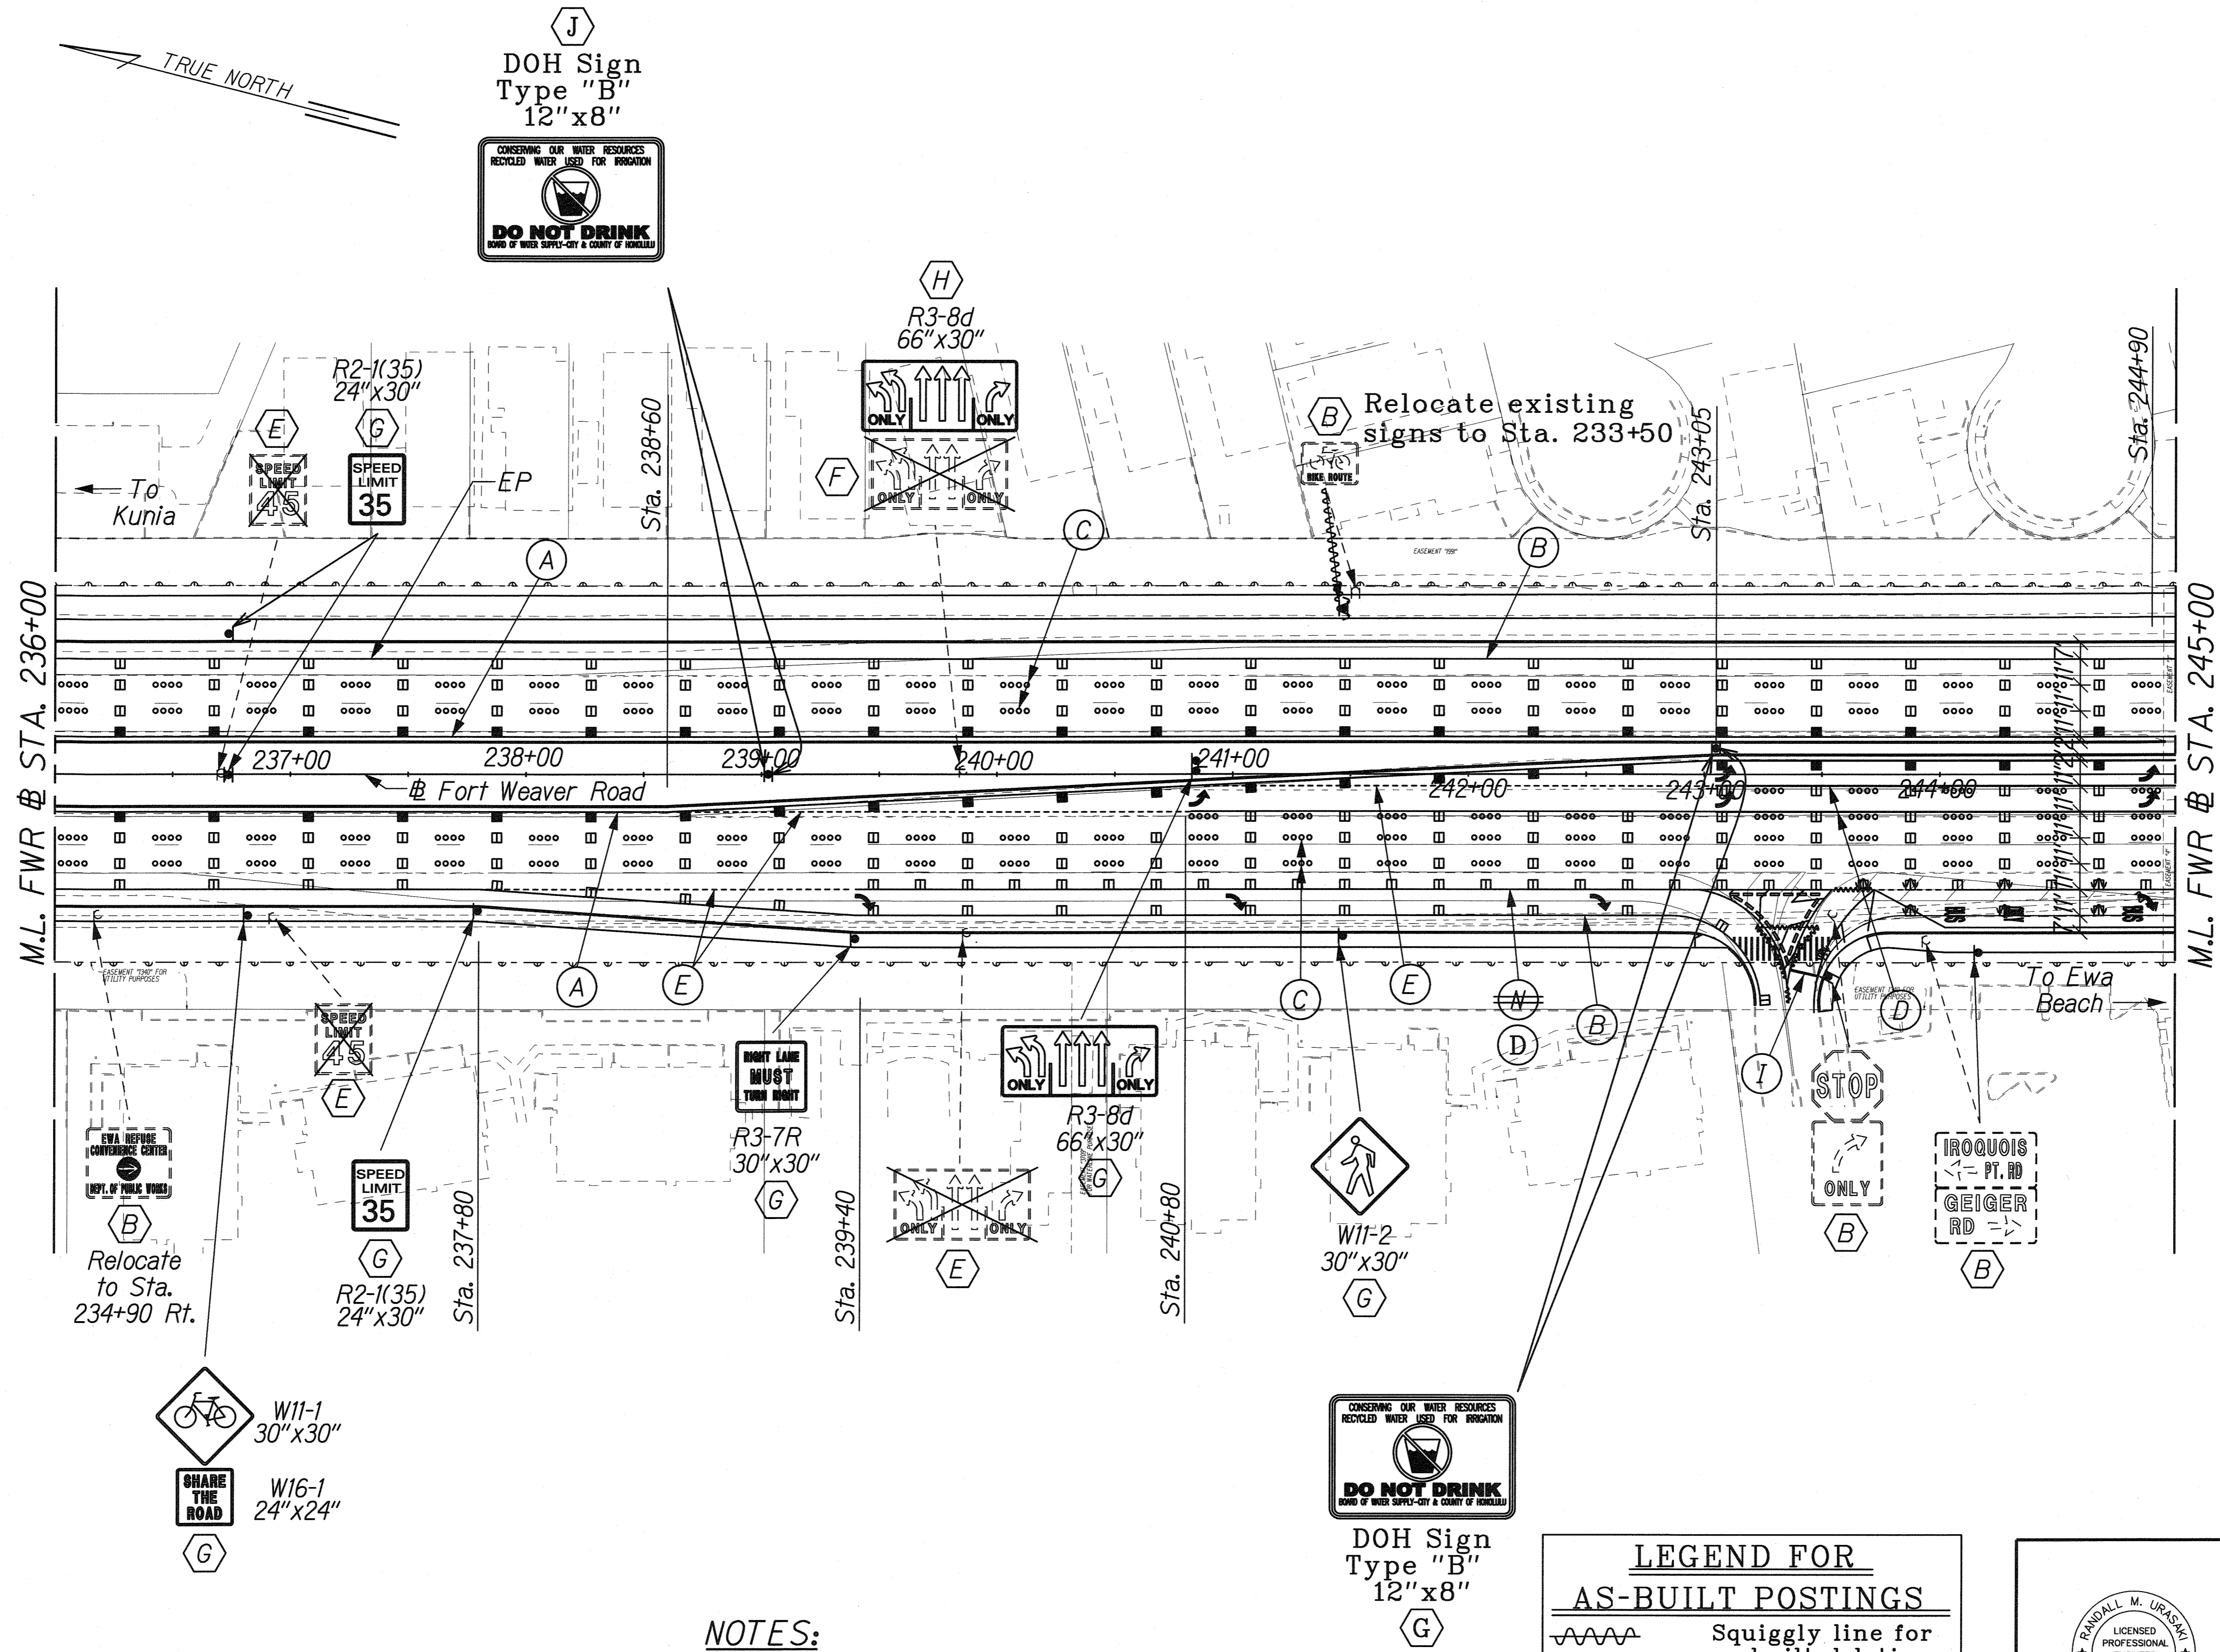 J
DOH Sign
Type "B"
12"x8"
CONSERVING OUR WATER RESOURCES
RECYCLED WATER USED FOR IRRIGATION
DO NOT DRINK
BOARD OF WATER SUPPLY-CITY & COUNTY OF HONOLULU
TRUE NORTH
H
R3-8d
66"x30"
ONLY ONLY
F
ONLY ONLY
R2-1(35)
24"x30"
E
G
SPEED
LIMIT
45
SPEED
LIMIT
35
EP
To
Kunia
A
Sta. 238+60
C
B
Relocate existing
signs to Sta. 233+50
BIKE ROUTE
EASEMENT "1991"
B
Sta. 243+05
Sta. 244+90
M.L. FWR ⅊ STA. 236+00
M.L. FWR ⅊ STA. 245+00
237+00
238+00
239+00
240+00
241+00
242+00
243+00
244+00
⅊ Fort Weaver Road
A
E
C
E
N
D
B
I
D
To Ewa
Beach
EASEMENT "1340" FOR
UTILITY PURPOSES
SPEED
LIMIT
45
E
EWA REFUSE
CONVENIENCE CENTER
DEPT. OF PUBLIC WORKS
B
Relocate
to Sta.
234+90 Rt.
SPEED
LIMIT
35
G
R2-1(35)
24"x30"
Sta. 237+80
RIGHT LANE
MUST
TURN RIGHT
R3-7R
30"x30"
G
Sta. 239+40
ONLY ONLY
E
ONLY ONLY
R3-8d
66"x30"
G
Sta. 240+80
W11-2
30"x30"
G
STOP
ONLY
B
IROQUOIS
PT. RD
GEIGER
RD
B
W11-1
30"x30"
SHARE
THE
ROAD
W16-1
24"x24"
G
CONSERVING OUR WATER RESOURCES
RECYCLED WATER USED FOR IRRIGATION
DO NOT DRINK
BOARD OF WATER SUPPLY-CITY & COUNTY OF HONOLULU
DOH Sign
Type "B"
12"x8"
G
NOTES:
LEGEND FOR
AS-BUILT POSTINGS
Squiggly line for
RANDALL M. URASAKI
LICENSED
PROFESSIONAL